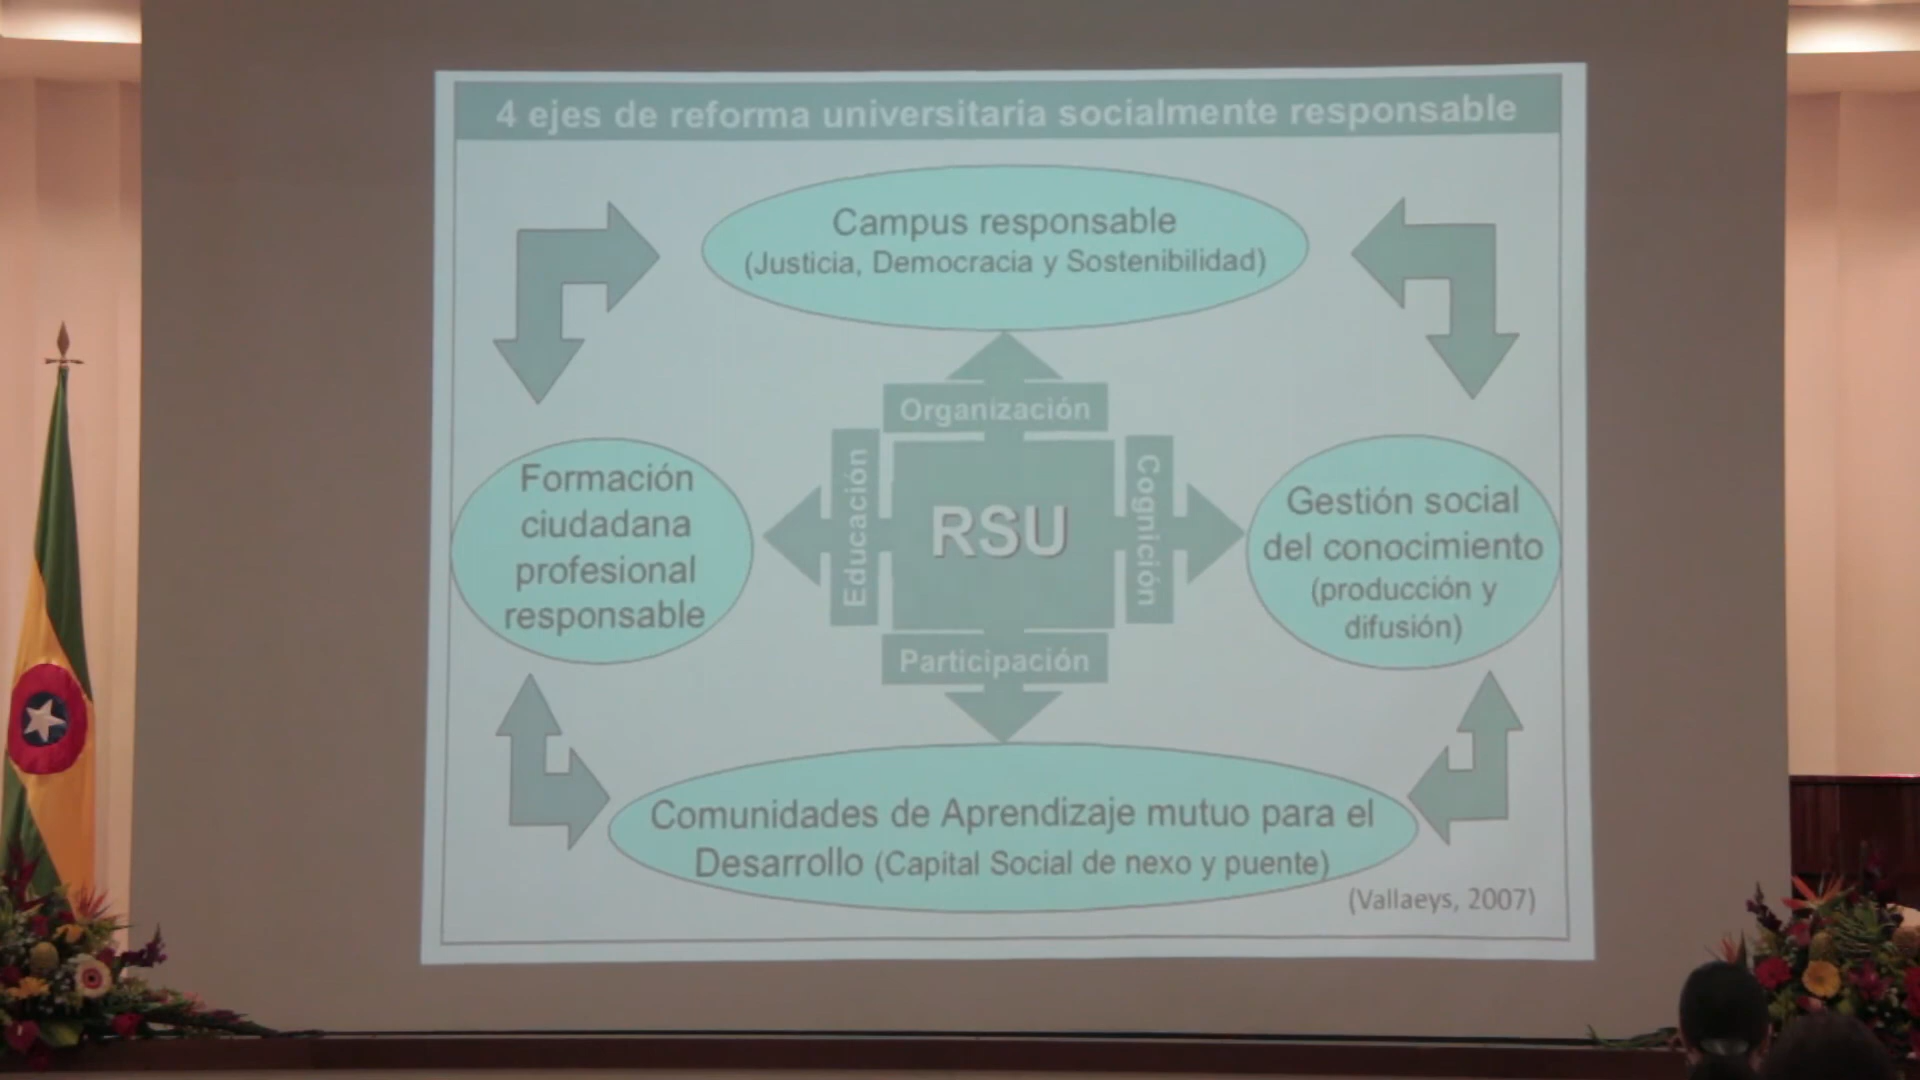 4 ejes de reforma universitaria socialmente responsable
Campus responsable
(Justicia, Democracia y Sostenibilidad)
Organización
Formación
ciudadana
profesional
responsable
Educación
RSU
Cognición
Gestión social
del conocimiento
(producción y
difusión)
Participación
Comunidades de Aprendizaje mutuo para el
Desarrollo (Capital Social de nexo y puente)
(Vallaeys, 2007)